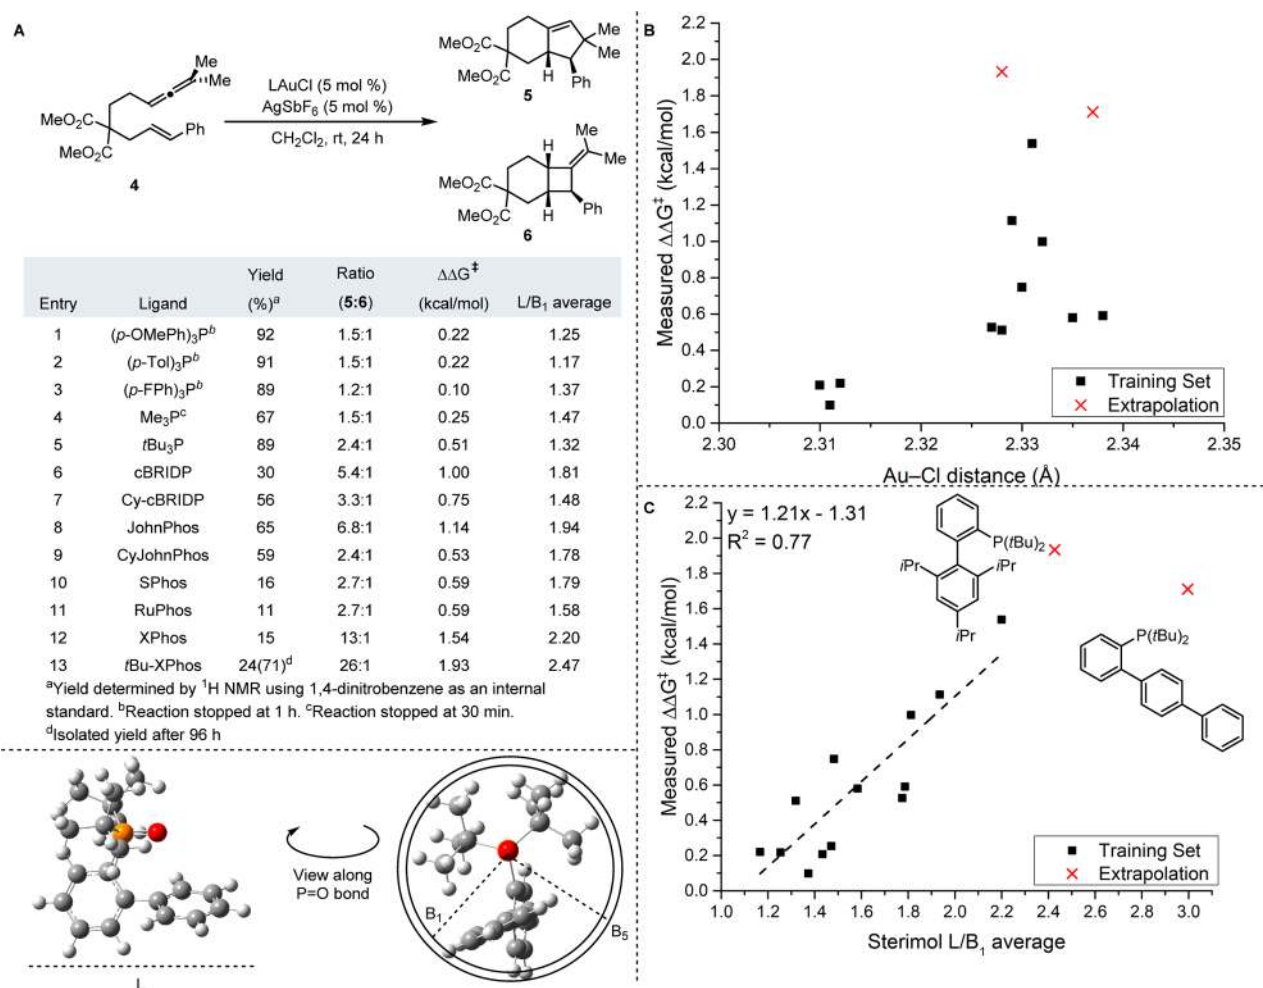 A
MeO₂C
MeO₂C
Me
Me
Ph
4
LAuCl (5 mol %)
AgSbF₆ (5 mol %)
CH₂Cl₂, rt, 24 h
MeO₂C
MeO₂C
H
Ph
Me
Me
5
MeO₂C
MeO₂C
H
H
Me
Me
Ph
6
Yield Ratio ΔΔG‡
Entry Ligand (%)ᵃ (5:6) (kcal/mol) L/B₁ average
1 (p-OMePh)₃Pᵇ 92 1.5:1 0.22 1.25
2 (p-Tol)₃Pᵇ 91 1.5:1 0.22 1.17
3 (p-FPh)₃Pᵇ 89 1.2:1 0.10 1.37
4 Me₃Pᶜ 67 1.5:1 0.25 1.47
5 tBu₃P 89 2.4:1 0.51 1.32
6 cBRIDP 30 5.4:1 1.00 1.81
7 Cy-cBRIDP 56 3.3:1 0.75 1.48
8 JohnPhos 65 6.8:1 1.14 1.94
9 CyJohnPhos 59 2.4:1 0.53 1.78
10 SPhos 16 2.7:1 0.59 1.79
11 RuPhos 11 2.7:1 0.59 1.58
12 XPhos 15 13:1 1.54 2.20
13 tBu-XPhos 24(71)ᵈ 26:1 1.93 2.47
ᵃYield determined by ¹H NMR using 1,4-dinitrobenzene as an internal
standard. ᵇReaction stopped at 1 h. ᶜReaction stopped at 30 min.
ᵈIsolated yield after 96 h
L
View along
P=O bond
B₁
B₅
B
Measured ΔΔG‡ (kcal/mol)
2.2
2.0
1.8
1.6
1.4
1.2
1.0
0.8
0.6
0.4
0.2
0.0
Training Set
Extrapolation
2.30 2.31 2.32 2.33 2.34 2.35
Au–Cl distance (Å)
C
Measured ΔΔG‡ (kcal/mol)
2.2
2.0
1.8
1.6
1.4
1.2
1.0
0.8
0.6
0.4
0.2
0.0
y = 1.21x - 1.31
R² = 0.77
P(tBu)₂
iPr
iPr
iPr
P(tBu)₂
Training Set
Extrapolation
1.0 1.2 1.4 1.6 1.8 2.0 2.2 2.4 2.6 2.8 3.0
Sterimol L/B₁ average